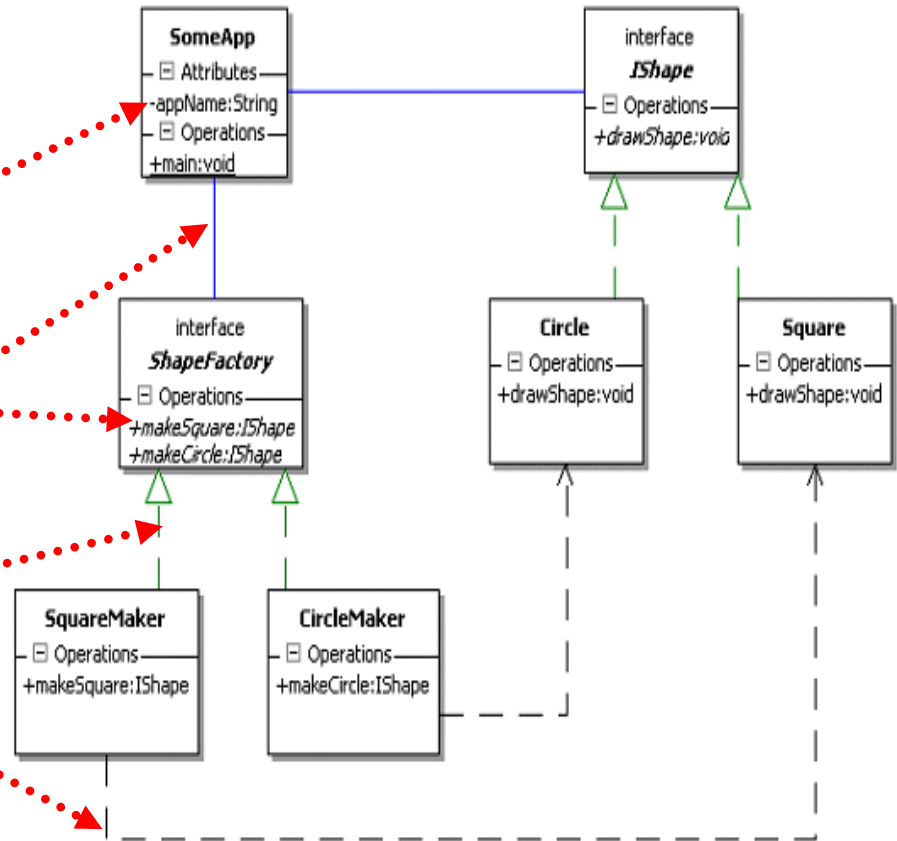 SomeApp
Attributes
-appName:String
Operations
+main:void
interface
IShape
Operations
+drawShape:void
interface
ShapeFactory
Operations
+makeSquare:IShape
+makeCircle:IShape
Circle
Operations
+drawShape:void
Square
Operations
+drawShape:void
SquareMaker
Operations
+makeSquare:IShape
CircleMaker
Operations
+makeCircle:IShape